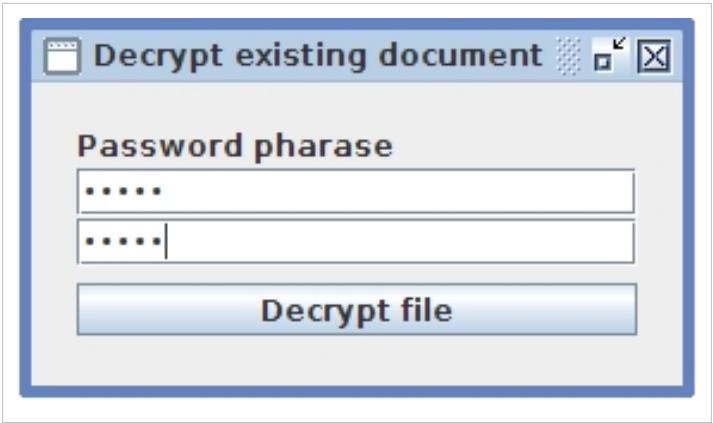 Decrypt existing document
Password pharase
•••••
•••••
Decrypt file